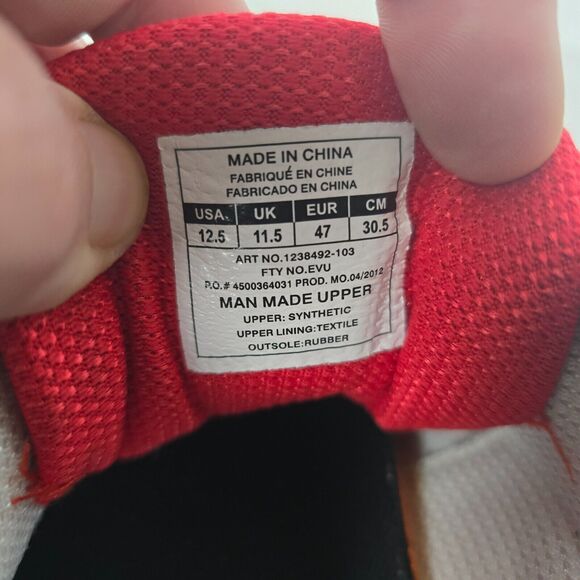 MADE IN CHINA
FABRIQUÉ EN CHINE
FABRICADO EN CHINA
USA UK EUR CM
12.5 11.5 47 30.5
ART NO.1238492-103
FTY NO.EVU
P.O.# 4500364031 PROD. MO.04/2012
MAN MADE UPPER
UPPER: SYNTHETIC
UPPER LINING:TEXTILE
OUTSOLE:RUBBER